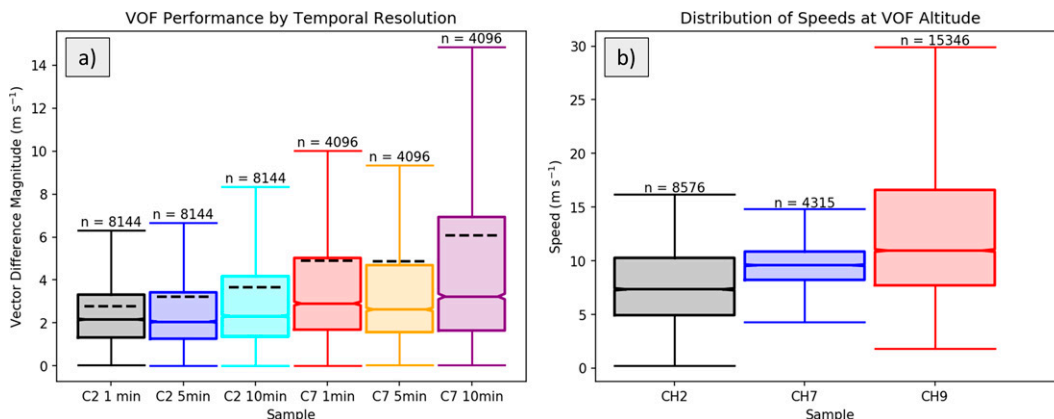 VOF Performance by Temporal Resolution
a)
Vector Difference Magnitude (m s⁻¹)
14
12
10
8
6
4
2
0
n = 8144
n = 8144
n = 8144
n = 4096
n = 4096
n = 4096
C2 1 min
C2 5min
C2 10min
C7 1min
C7 5min
C7 10min
Sample
Distribution of Speeds at VOF Altitude
b)
Speed (m s⁻¹)
30
25
20
15
10
5
0
n = 8576
n = 4315
n = 15346
CH2
CH7
CH9
Sample